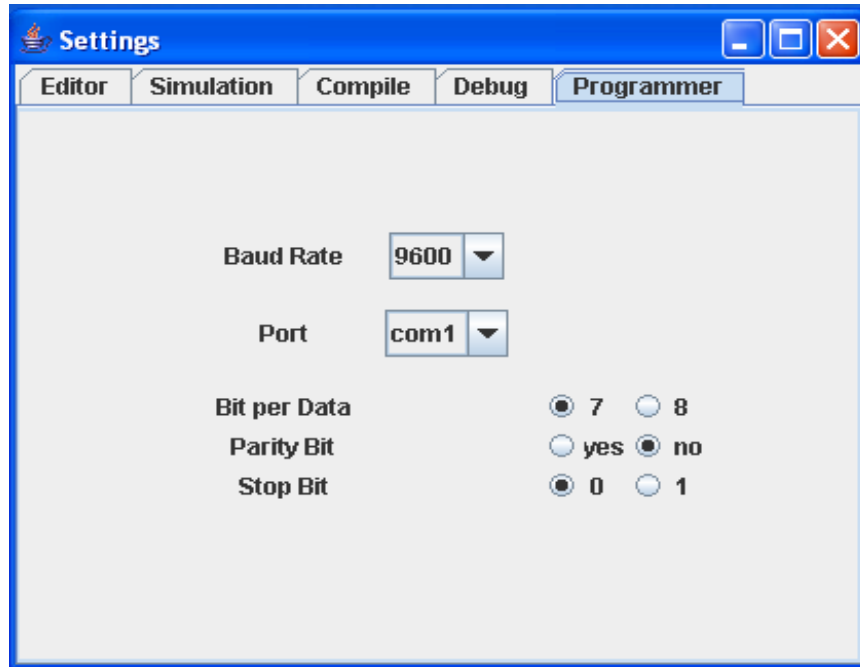 Settings
Editor Simulation Compile Debug Programmer
Baud Rate 9600
Port com1
Bit per Data 7 8
Parity Bit yes no
Stop Bit 0 1